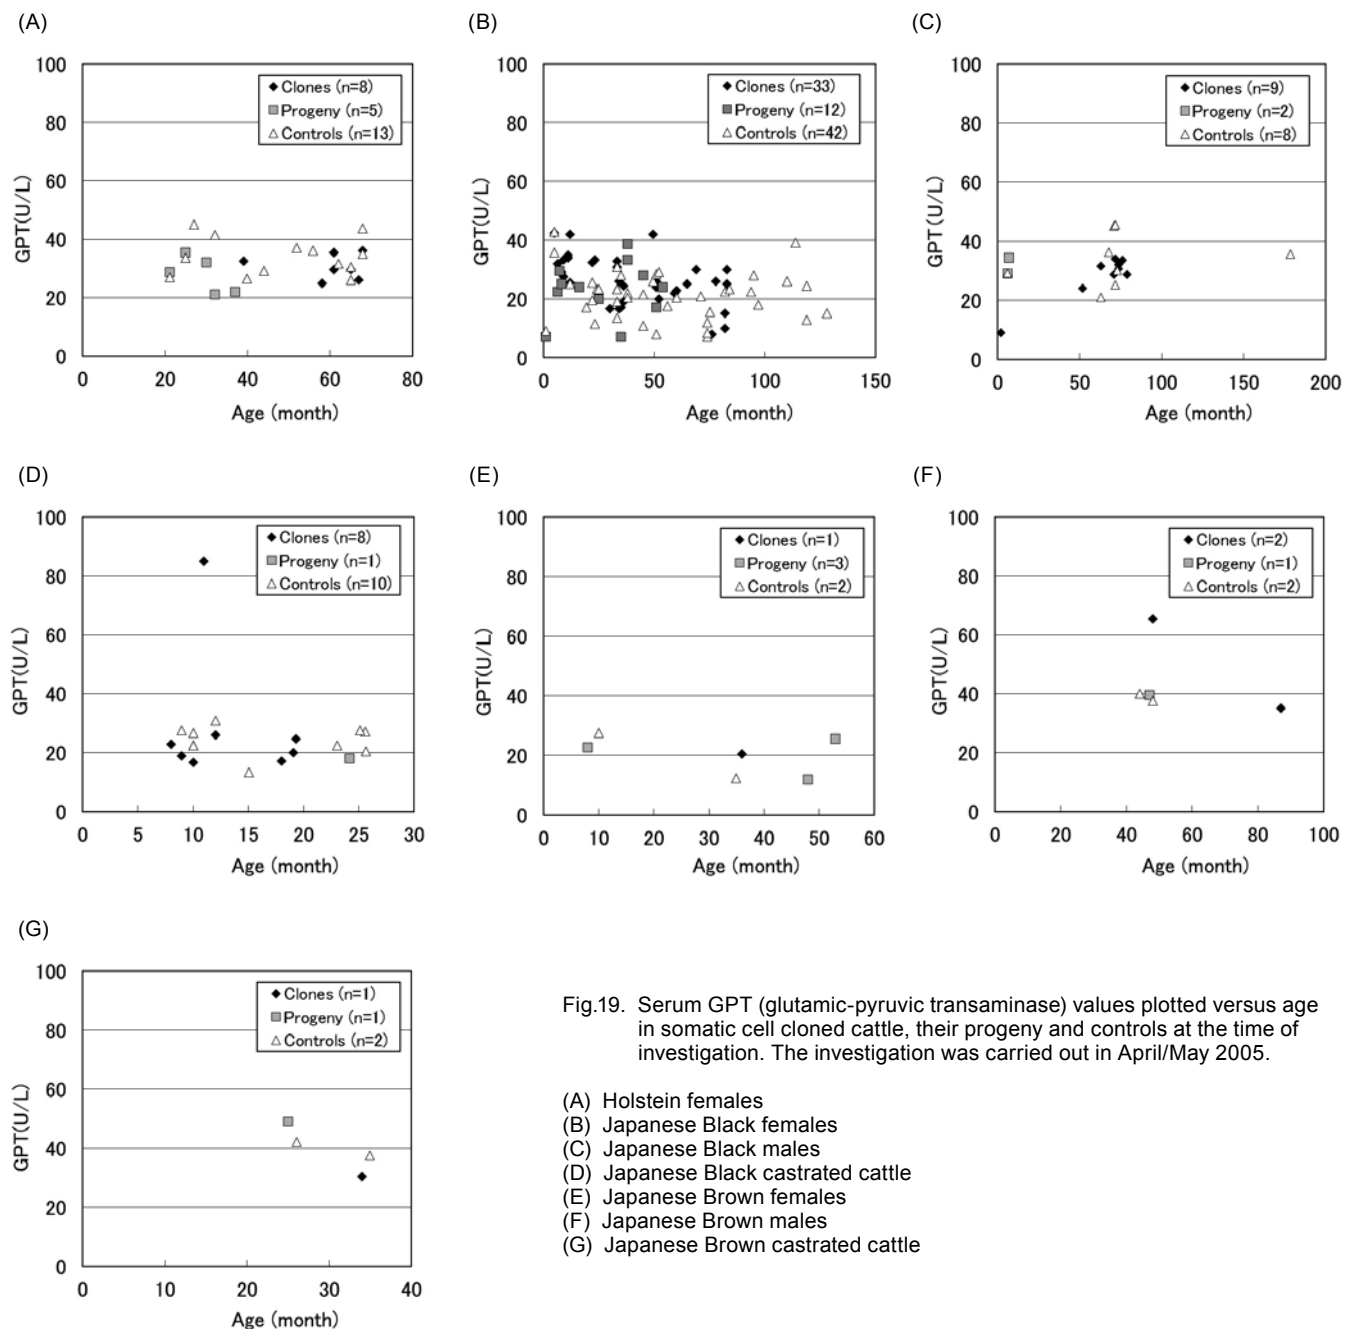 (A)
100
80
60
40
20
0
GPT(U/L)
Clones (n=8)
Progeny (n=5)
Controls (n=13)
0 20 40 60 80
Age (month)
(B)
100
80
60
40
20
0
GPT(U/L)
Clones (n=33)
Progeny (n=12)
Controls (n=42)
0 50 100 150
Age (month)
(C)
100
80
60
40
20
0
GPT (U/L)
Clones (n=9)
Progeny (n=2)
Controls (n=8)
0 50 100 150 200
Age (month)
(D)
100
80
60
40
20
0
GPT(U/L)
Clones (n=8)
Progeny (n=1)
Controls (n=10)
0 5 10 15 20 25 30
Age (month)
(E)
100
80
60
40
20
0
GPT(U/L)
Clones (n=1)
Progeny (n=3)
Controls (n=2)
0 10 20 30 40 50 60
Age (month)
(F)
100
80
60
40
20
0
GPT(U/L)
Clones (n=2)
Progeny (n=1)
Controls (n=2)
0 20 40 60 80 100
Age (month)
(G)
100
80
60
40
20
0
GPT(U/L)
Clones (n=1)
Progeny (n=1)
Controls (n=2)
0 10 20 30 40
Age (month)
Fig.19. Serum GPT (glutamic-pyruvic transaminase) values plotted versus age
in somatic cell cloned cattle, their progeny and controls at the time of
investigation. The investigation was carried out in April/May 2005.
(A) Holstein females
(B) Japanese Black females
(C) Japanese Black males
(D) Japanese Black castrated cattle
(E) Japanese Brown females
(F) Japanese Brown males
(G) Japanese Brown castrated cattle